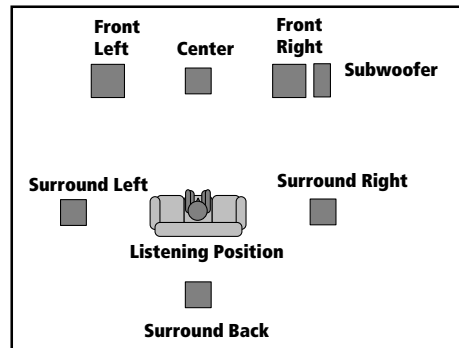 Front
Left
Center
Front
Right
Subwoofer
Surround Left
Surround Right
Listening Position
Surround Back